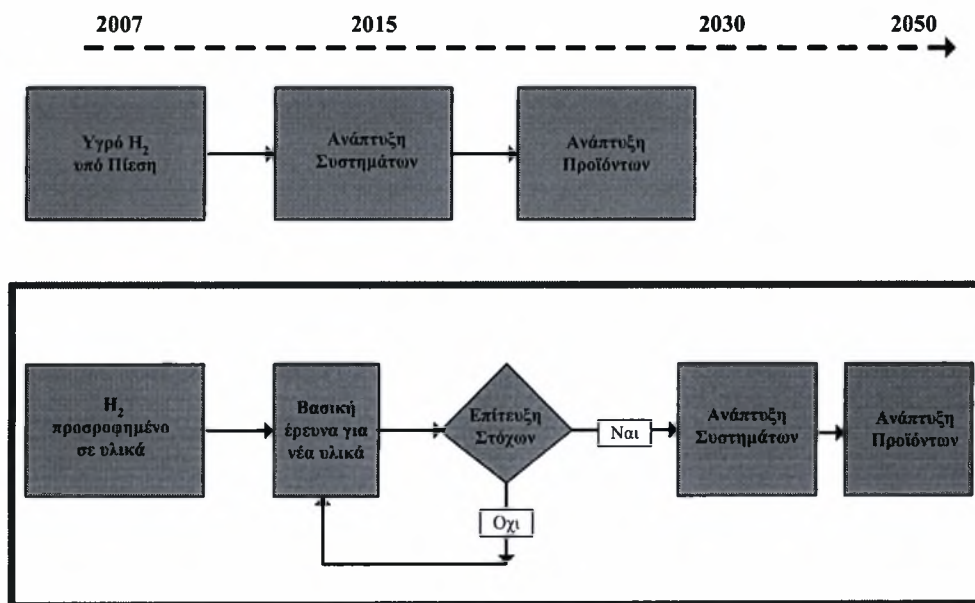 2007 2015 2030 2050
Υγρό H₂
υπό Πίεση
Ανάπτυξη
Συστημάτων
Ανάπτυξη
Προϊόντων
H₂
προσροφημένο
σε υλικά
Βασική
έρευνα για
νέα υλικά
Επίτευξη
Στόχων
Ναι
Οχι
Ανάπτυξη
Συστημάτων
Ανάπτυξη
Προϊόντων